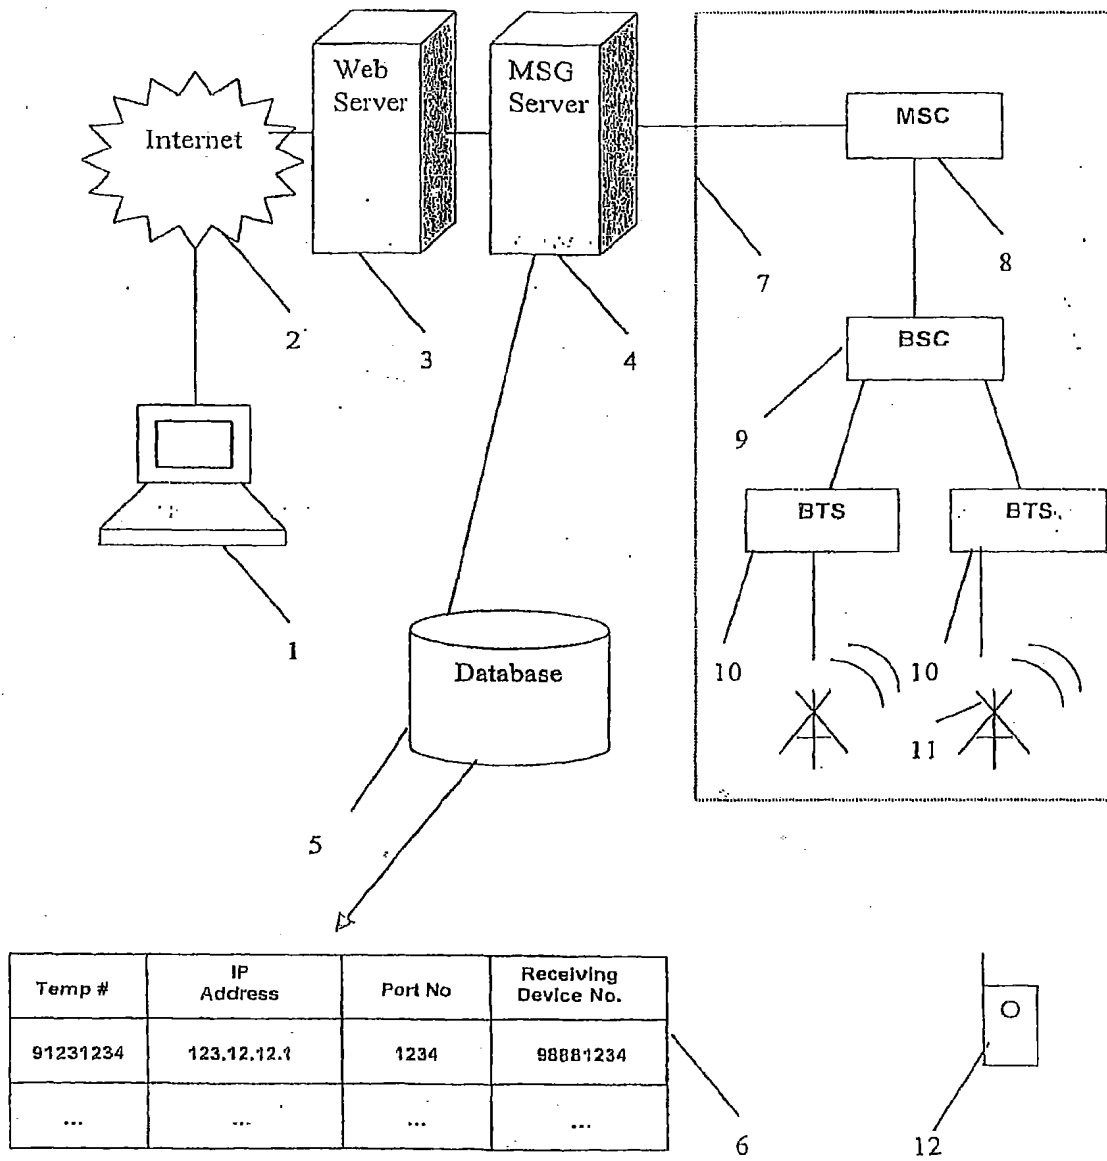 Web
Server
MSG
Server
MSC
Internet
7
8
2
3
4
BSC
9
BTS
BTS
1
10
10
Database
11
5
Temp #
IP
Address
Port No
Receiving
Device No.
91231234
123.12.12.1
1234
98881234
...
...
...
...
6
12